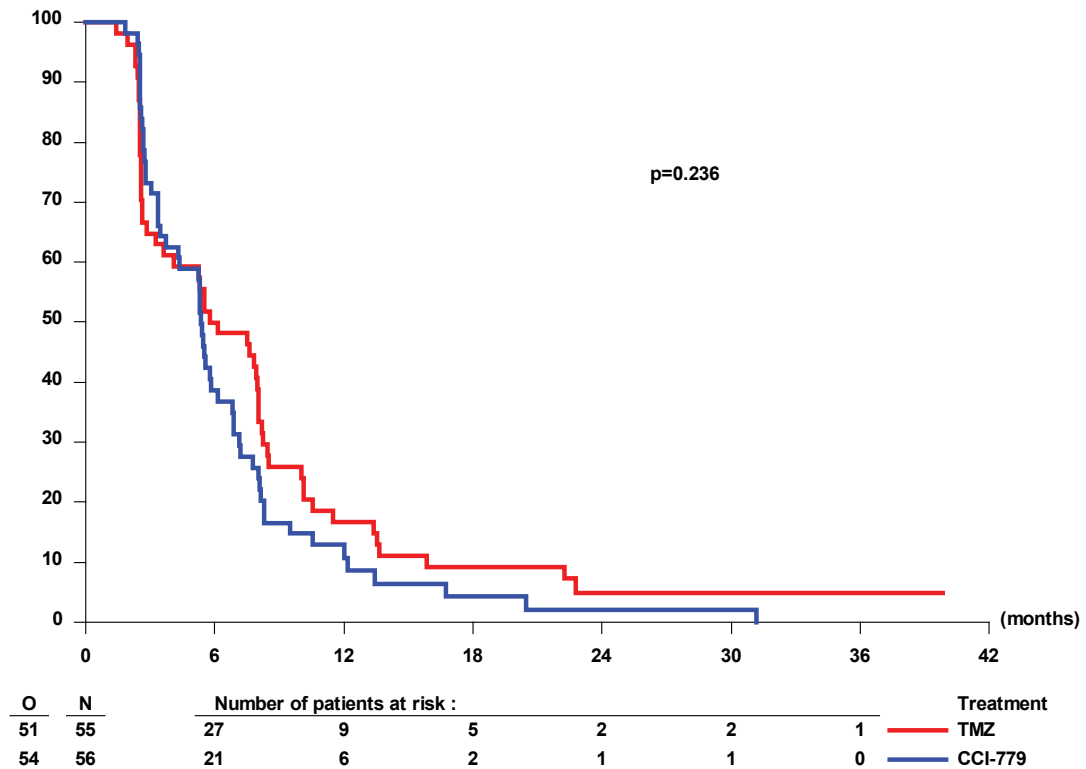 100
90
80
70
60
50
40
30
20
10
0
p=0.236
(months)
0 6 12 18 24 30 36 42
O N Number of patients at risk : Treatment
51 55 27 9 5 2 2 1 TMZ
54 56 21 6 2 1 1 0 CCI-779